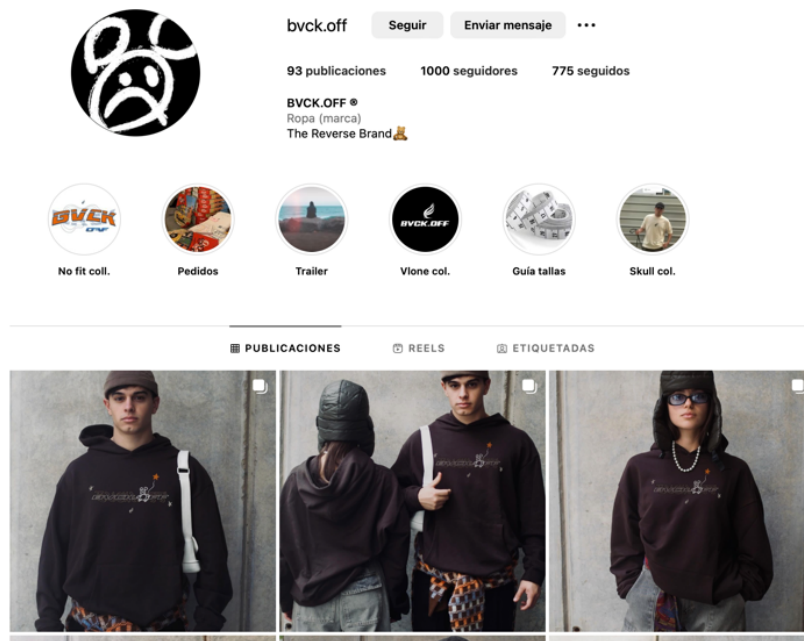 bvck.off Seguir Enviar mensaje
93 publicaciones 1000 seguidores 775 seguidos
BVCK.OFF ®
Ropa (marca)
The Reverse Brand🧸
BVCK
OFF
BVCK.OFF
No fit coll. Pedidos Trailer Vlone col. Guía tallas Skull col.
PUBLICACIONES REELS ETIQUETADAS